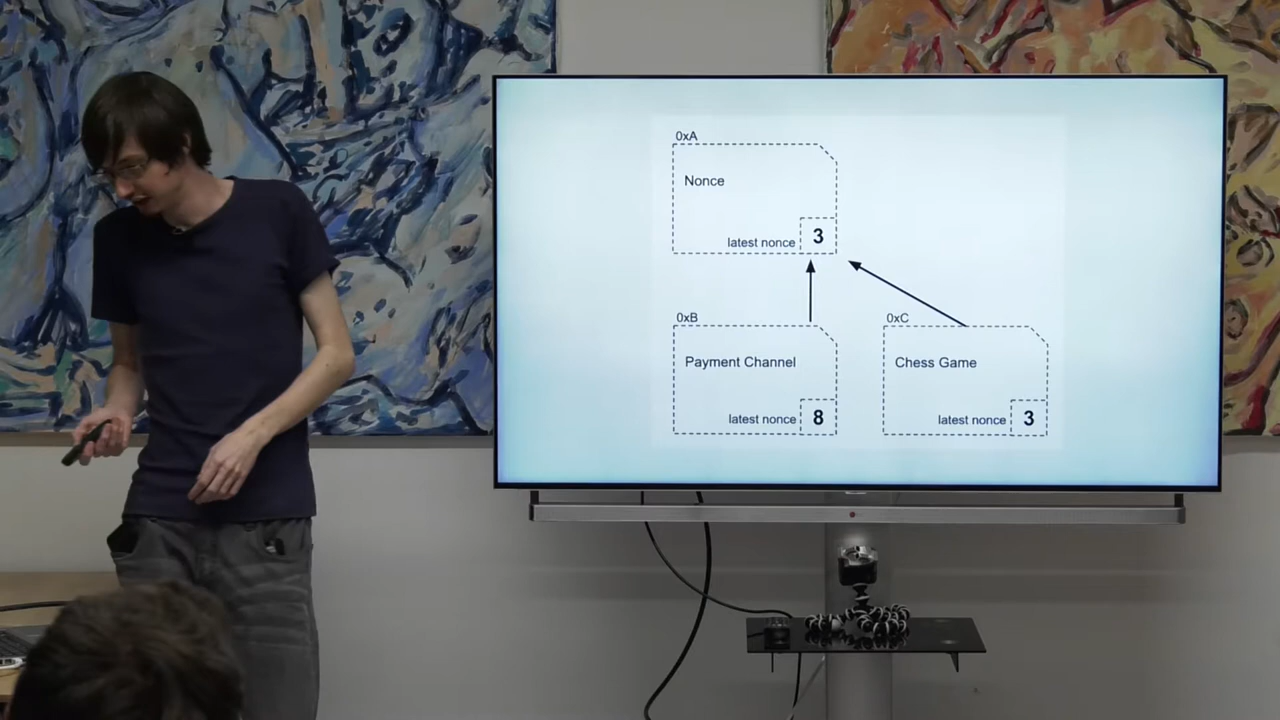 0xA
Nonce
latest nonce 3
0xB
Payment Channel
latest nonce 8
0xC
Chess Game
latest nonce 3